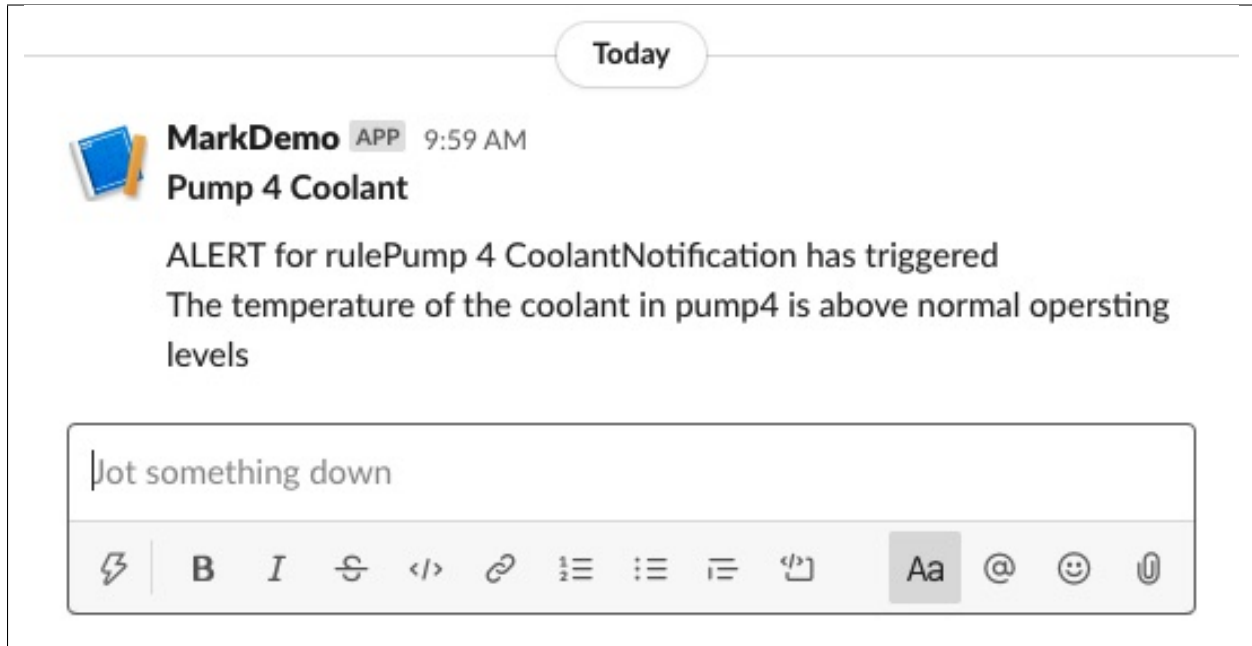 Today
MarkDemo APP 9:59 AM
Pump 4 Coolant
ALERT for rulePump 4 CoolantNotification has triggered
The temperature of the coolant in pump4 is above normal opersting
levels
Jot something down
B I S </> Aa @